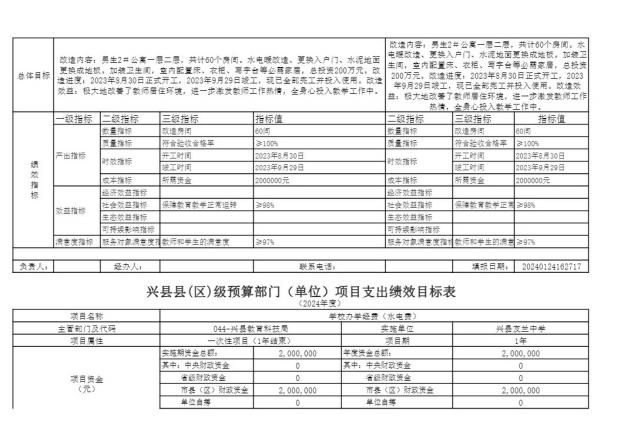 总体目标
改造内容：男生2#公寓一层二层，共计60个房间，水电暖改造、更换入户门、水泥地面更换成地板，加装卫生间，室内配置床、衣柜、写字台等必需家居，总投资200万元，改造进度：2023年8月30日正式开工，2023年9月29日竣工，现已全部完工并投入使用。改造效益：极大地改善了教师居住环境，进一步激发教师工作热情，全身心投入教学工作中。
改造内容：男生2#公寓一层二层，共计60个房间，水电暖改造、更换入户门、水泥地面更换成地板，加装卫生间，室内配置床、衣柜、写字台等必需家居，总投资200万元，改造进度：2023年8月30日正式开工，2023年9月29日竣工，现已全部完工并投入使用。改造效益：极大地改善了教师居住环境，进一步激发教师工作热情，全身心投入教学工作中。
绩效指标
一级指标 二级指标 三级指标 指标值 二级指标 三级指标 指标值
产出指标 数量指标 改造房间 60间 数量指标 改造房间 60间
质量指标 符合验收合格率 ≥100% 质量指标 符合验收合格率 ≥100%
时效指标 开工时间 2023年8月30日 时效指标 开工时间 2023年8月30日
竣工时间 2023年9月29日 竣工时间 2023年9月29日
成本指标 所需资金 2000000元 成本指标 所需资金 2000000元
效益指标 经济效益指标 经济效益指标
社会效益指标 保障教育教学正常运转 ≥98% 社会效益指标 保障教育教学正 ≥98%
生态效益指标 生态效益指标
可持续影响指标 可持续影响指标
满意度指标 服务对象满意度指 教师和学生的满意度 ≥97% 服务对象满意度指 教师和学生的满 ≥97%
负责人： 经办人： 联系电话： 填报日期： 20240124162717
兴县县(区)级预算部门（单位）项目支出绩效目标表
（2024年度）
项目名称 学校办学经费（水电费）
主管部门及代码 044-兴县教育科技局 实施单位 兴县友兰中学
项目属性 一次性项目（1年结束） 项目期 1年
项目资金（元） 实施期资金总额： 2,000,000 年度资金总额： 2,000,000
其中：中央财政资金 0 其中：中央财政资金 0
省级财政资金 0 省级财政资金 0
市县（区）财政资金 2,000,000 市县（区）财政资金 2,000,000
单位自筹 0 单位自筹 0